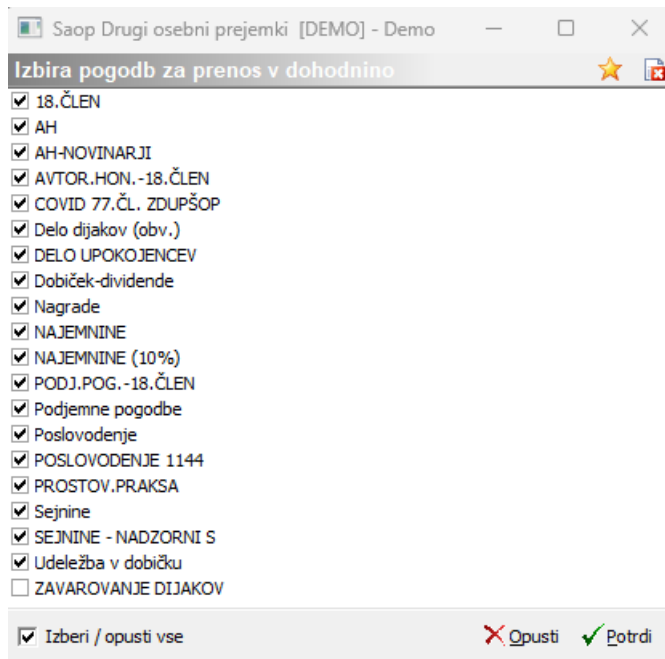 Saop Drugi osebni prejemki [DEMO] - Demo
Izbira pogodb za prenos v dohodnino
18.ČLEN
AH
AH-NOVINARJI
AVTOR.HON.-18.ČLEN
COVID 77.ČL. ZDUPŠOP
Delo dijakov (obv.)
DELO UPOKOJENCEV
Dobiček-dividende
Nagrade
NAJEMNINE
NAJEMNINE (10%)
PODJ.POG.-18.ČLEN
Podjemne pogodbe
Poslovodenje
POSLOVODENJE 1144
PROSTOV.PRAKSA
Sejnine
SEJNINE - NADZORNI S
Udeležba v dobičku
ZAVAROVANJE DIJAKOV
Izberi / opusti vse Opusti Potrdi